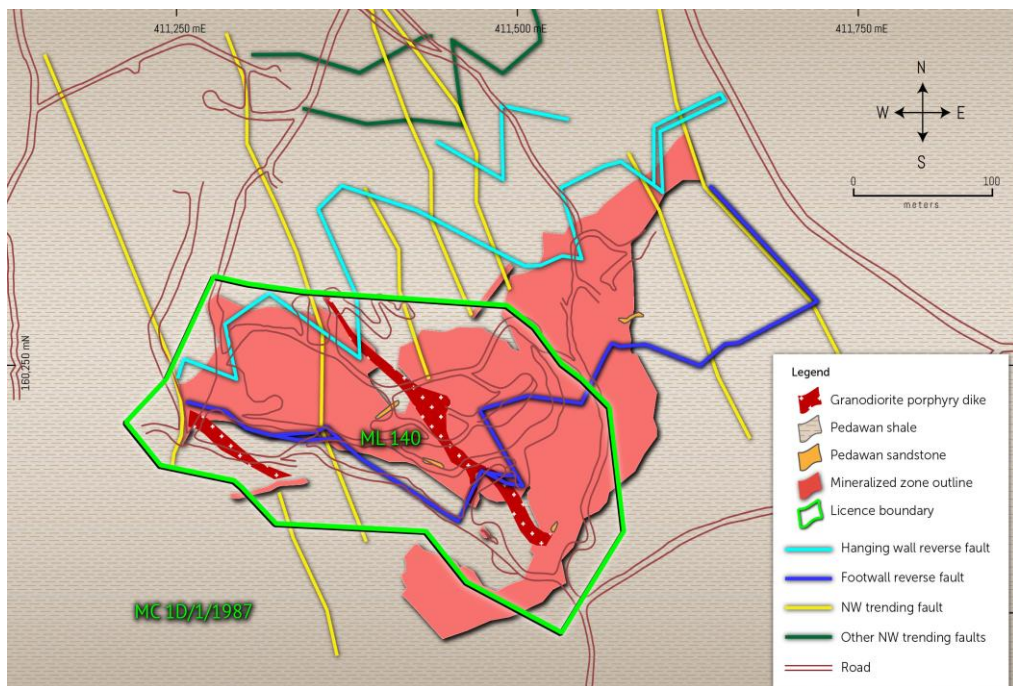 411,250 mE
411,500 mE
411,750 mE
N
W
E
S
0
100
meters
160,250 mN
ML 140
MC 1D/1/1987
Legend
Granodiorite porphyry dike
Pedawan shale
Pedawan sandstone
Mineralized zone outline
Licence boundary
Hanging wall reverse fault
Footwall reverse fault
NW trending fault
Other NW trending faults
Road